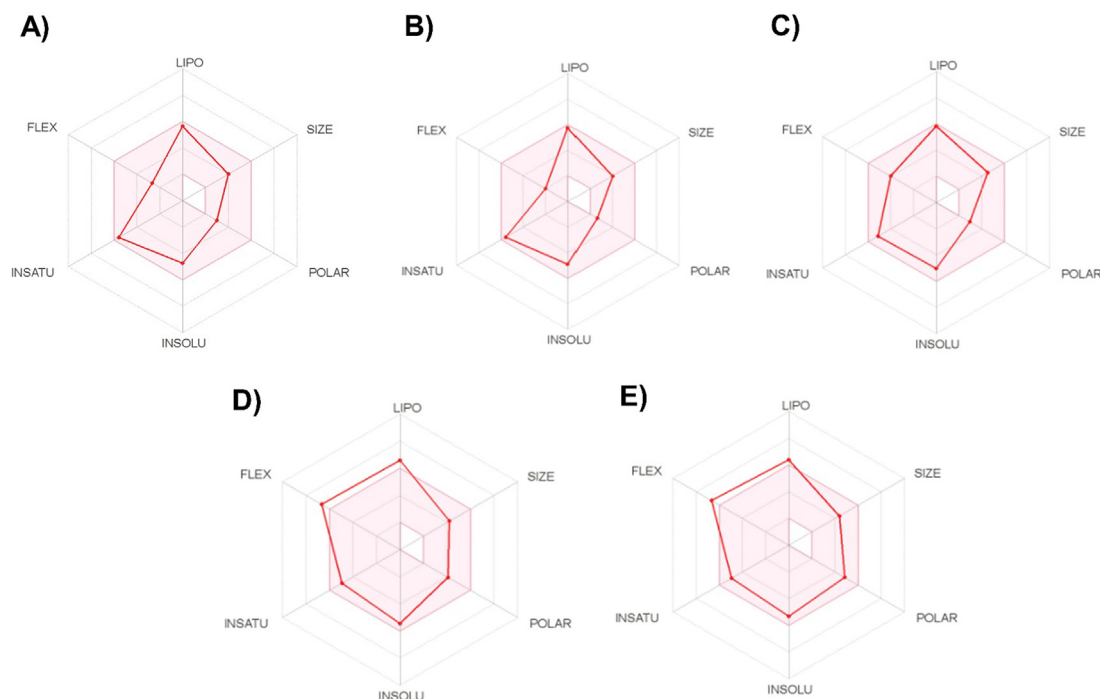 A)
LIPO
FLEX
SIZE
INSATU
POLAR
INSOLU
B)
LIPO
FLEX
SIZE
INSATU
POLAR
INSOLU
C)
LIPO
FLEX
SIZE
INSATU
POLAR
INSOLU
D)
LIPO
FLEX
SIZE
INSATU
POLAR
INSOLU
E)
LIPO
FLEX
SIZE
INSATU
POLAR
INSOLU